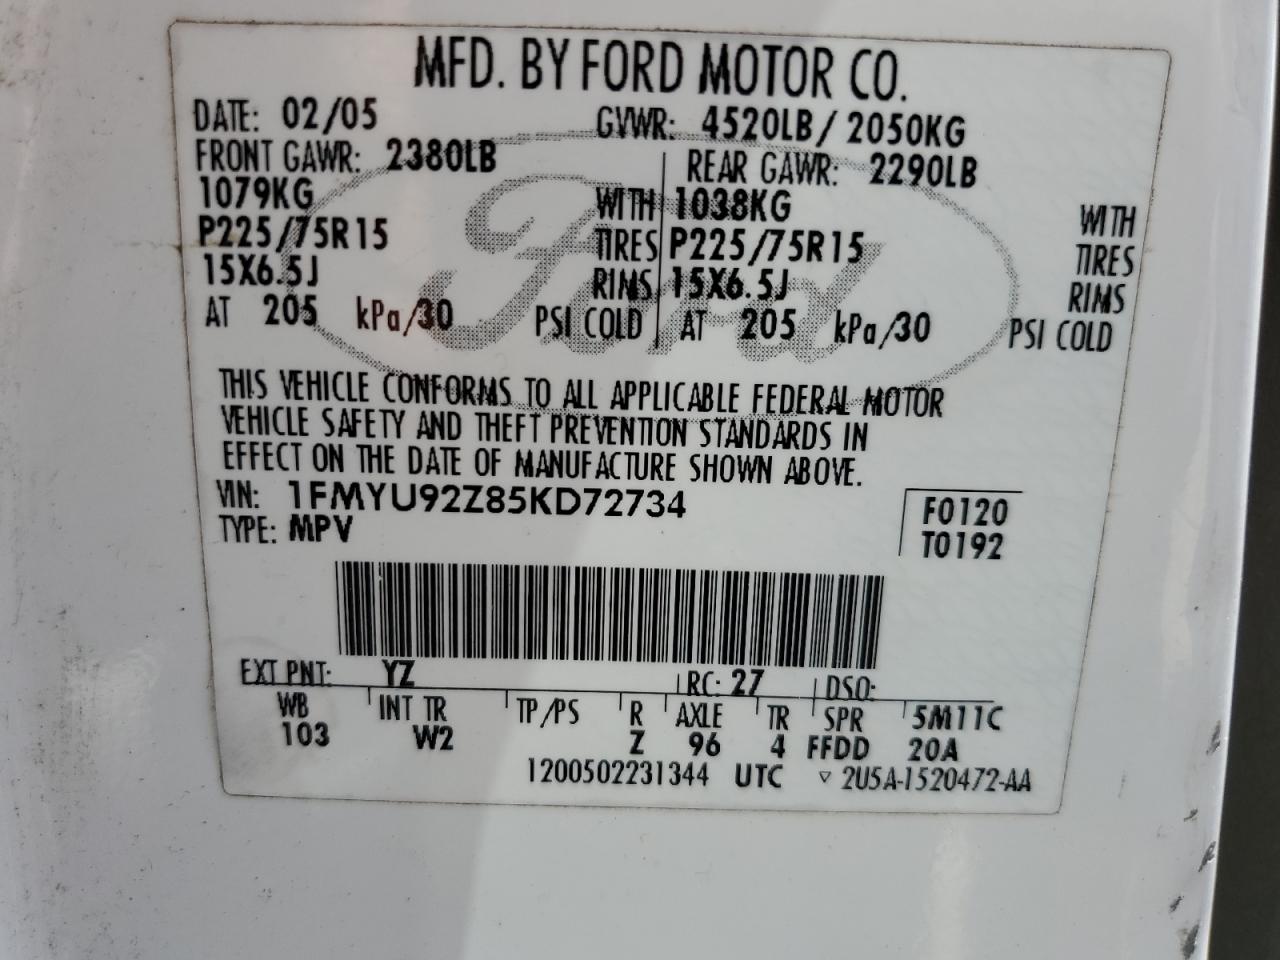 MFD. BY FORD MOTOR CO.
DATE: 02/05 GVWR: 4520LB/ 2050KG
FRONT GAWR: 2380LB REAR GAWR: 2290LB
1079KG WITH 1038KG WITH
P225/75R15 TIRES P225/75R15 TIRES
15X6.5J RIMS 15X6.5J RIMS
AT 205 kPa/30 PSI COLD AT 205 kPa/30 PSI COLD
Ford
THIS VEHICLE CONFORMS TO ALL APPLICABLE FEDERAL MOTOR
VEHICLE SAFETY AND THEFT PREVENTION STANDARDS IN
EFFECT ON THE DATE OF MANUFACTURE SHOWN ABOVE.
VIN: 1FMYU92Z85KD72734 F0120
TYPE: MPV T0192
EXT PNT: YZ RC: 27 DSO:
WB INT TR TP/PS R AXLE TR SPR 5M11C
103 W2 Z 96 4 FFDD 20A
1200502231344 UTC ▿ 2U5A-1520472-AA